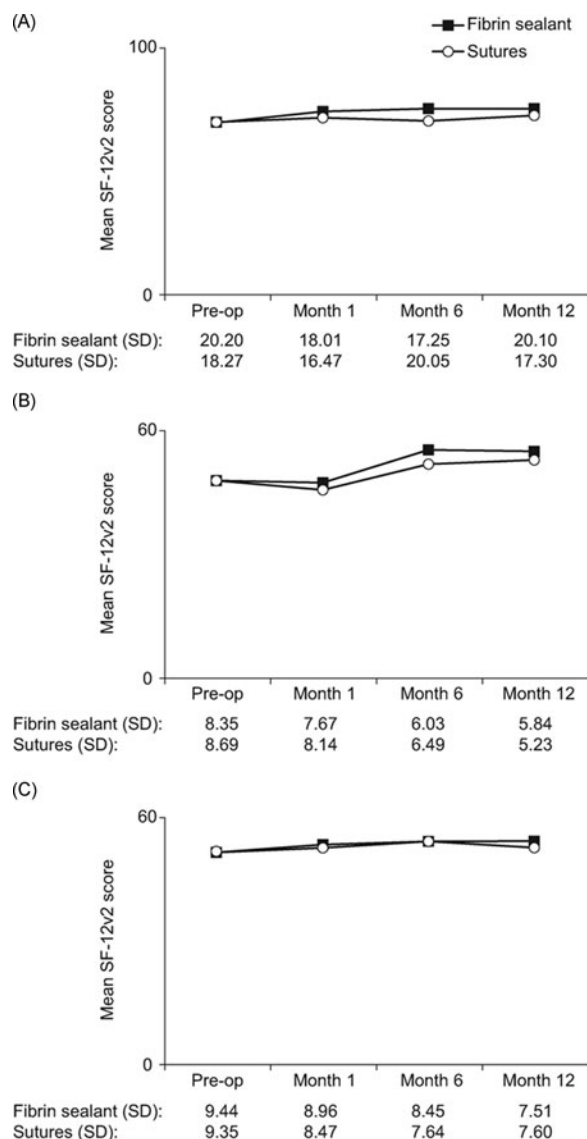 (A)
Fibrin sealant
Sutures
100
Mean SF-12v2 score
0
Pre-op Month 1 Month 6 Month 12
Fibrin sealant (SD): 20.20 18.01 17.25 20.10
Sutures (SD): 18.27 16.47 20.05 17.30
(B)
60
Mean SF-12v2 score
0
Pre-op Month 1 Month 6 Month 12
Fibrin sealant (SD): 8.35 7.67 6.03 5.84
Sutures (SD): 8.69 8.14 6.49 5.23
(C)
60
Mean SF-12v2 score
0
Pre-op Month 1 Month 6 Month 12
Fibrin sealant (SD): 9.44 8.96 8.45 7.51
Sutures (SD): 9.35 8.47 7.64 7.60